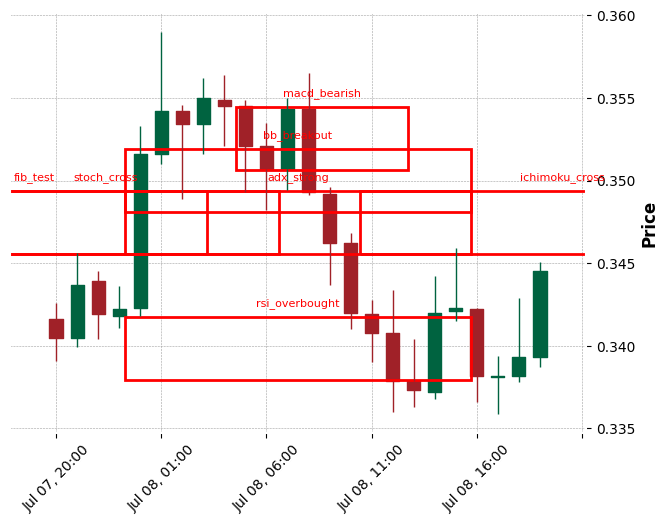 0.360
macd_bearish
0.355
bb_breakout
fib_test
stoch_cross
adx_strong
ichimoku_cross
0.350
Price
0.345
rsi_overbought
0.340
0.335
Jul 07, 20:00
Jul 08, 01:00
Jul 08, 06:00
Jul 08, 11:00
Jul 08, 16:00